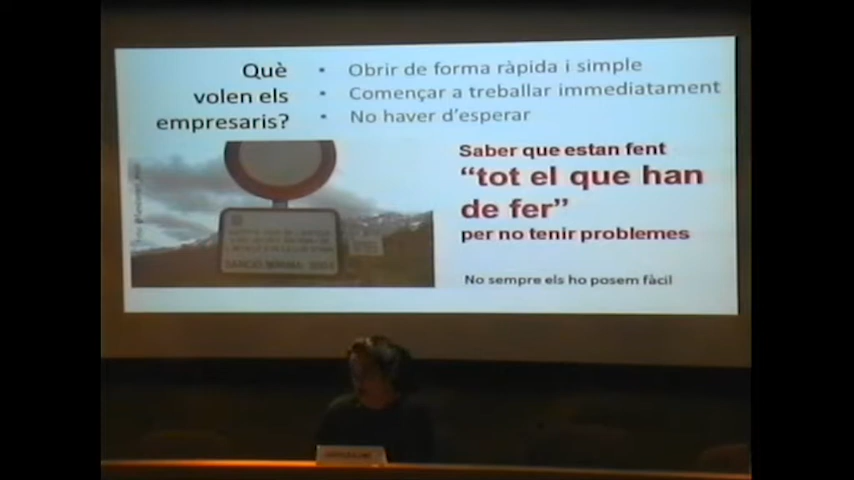 Què
volen els
empresaris?
▪ Obrir de forma ràpida i simple
▪ Començar a treballar immediatament
▪ No haver d'esperar
Saber que estan fent
“tot el que han
de fer”
per no tenir problemes
No sempre els ho posem fàcil